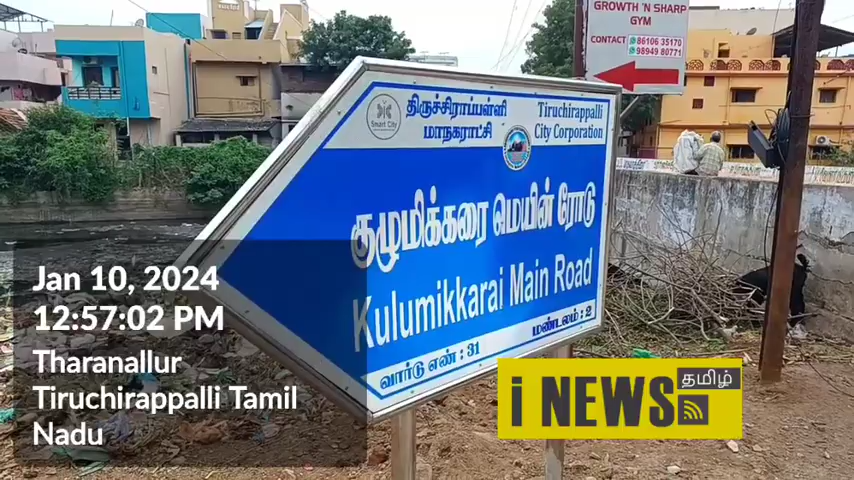 GROWTH 'N SHARP
GYM
CONTACT
86106 35170
98949 80771
Smart City
திருச்சிராப்பள்ளி
மாநகராட்சி
Tiruchirappalli
City Corporation
குழுமிக்கரை மெயின் ரோடு
Kulumikkarai Main Road
வார்டு எண் : 31
மண்டலம் : 2
Jan 10, 2024
12:57:02 PM
Tharanallur
Tiruchirappalli Tamil
Nadu
i NEWS தமிழ்